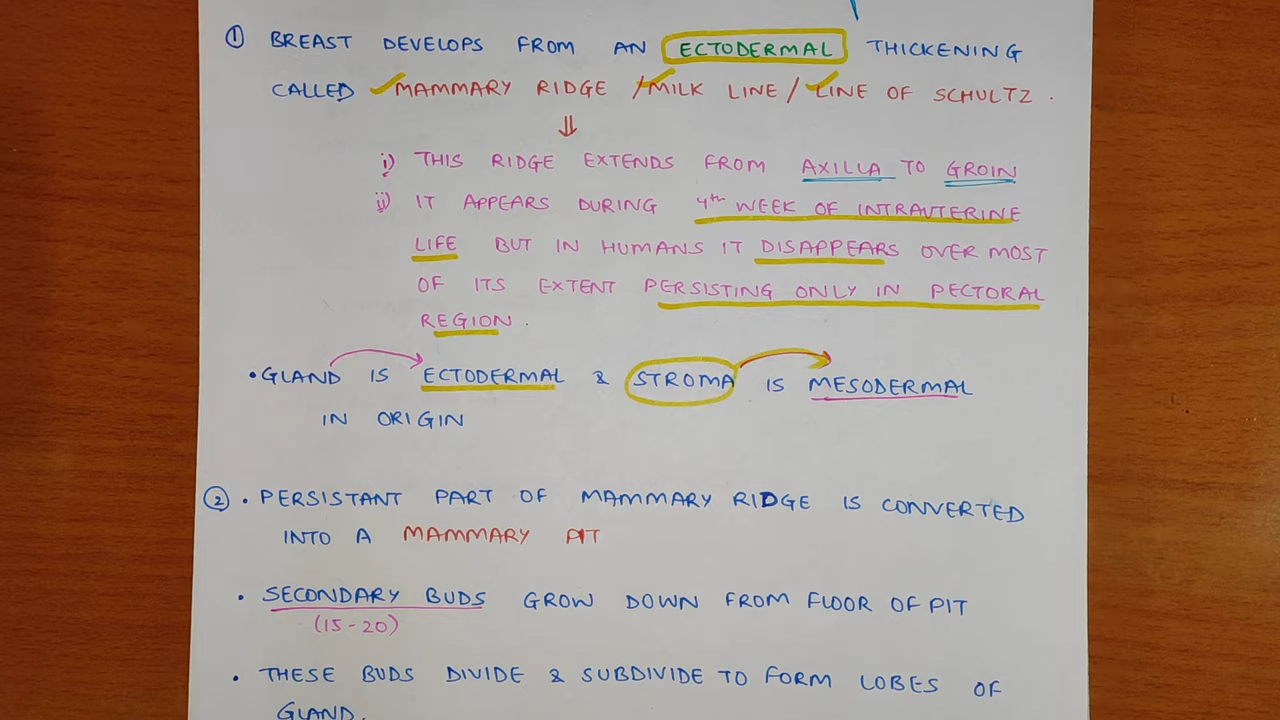 ① BREAST DEVELOPS FROM AN ECTODERMAL THICKENING
CALLED MAMMARY RIDGE / MILK LINE / LINE OF SCHULTZ .
⇓
i) THIS RIDGE EXTENDS FROM AXILLA TO GROIN
ii) IT APPEARS DURING 4th WEEK OF INTRAUTERINE
LIFE BUT IN HUMANS IT DISAPPEARS OVER MOST
OF ITS EXTENT PERSISTING ONLY IN PECTORAL
REGION .
• GLAND IS ECTODERMAL & STROMA IS MESODERMAL
IN ORIGIN
② • PERSISTANT PART OF MAMMARY RIDGE IS CONVERTED
INTO A MAMMARY PIT
• SECONDARY BUDS GROW DOWN FROM FLOOR OF PIT
(15-20)
• THESE BUDS DIVIDE & SUBDIVIDE TO FORM LOBES OF
GLAND.